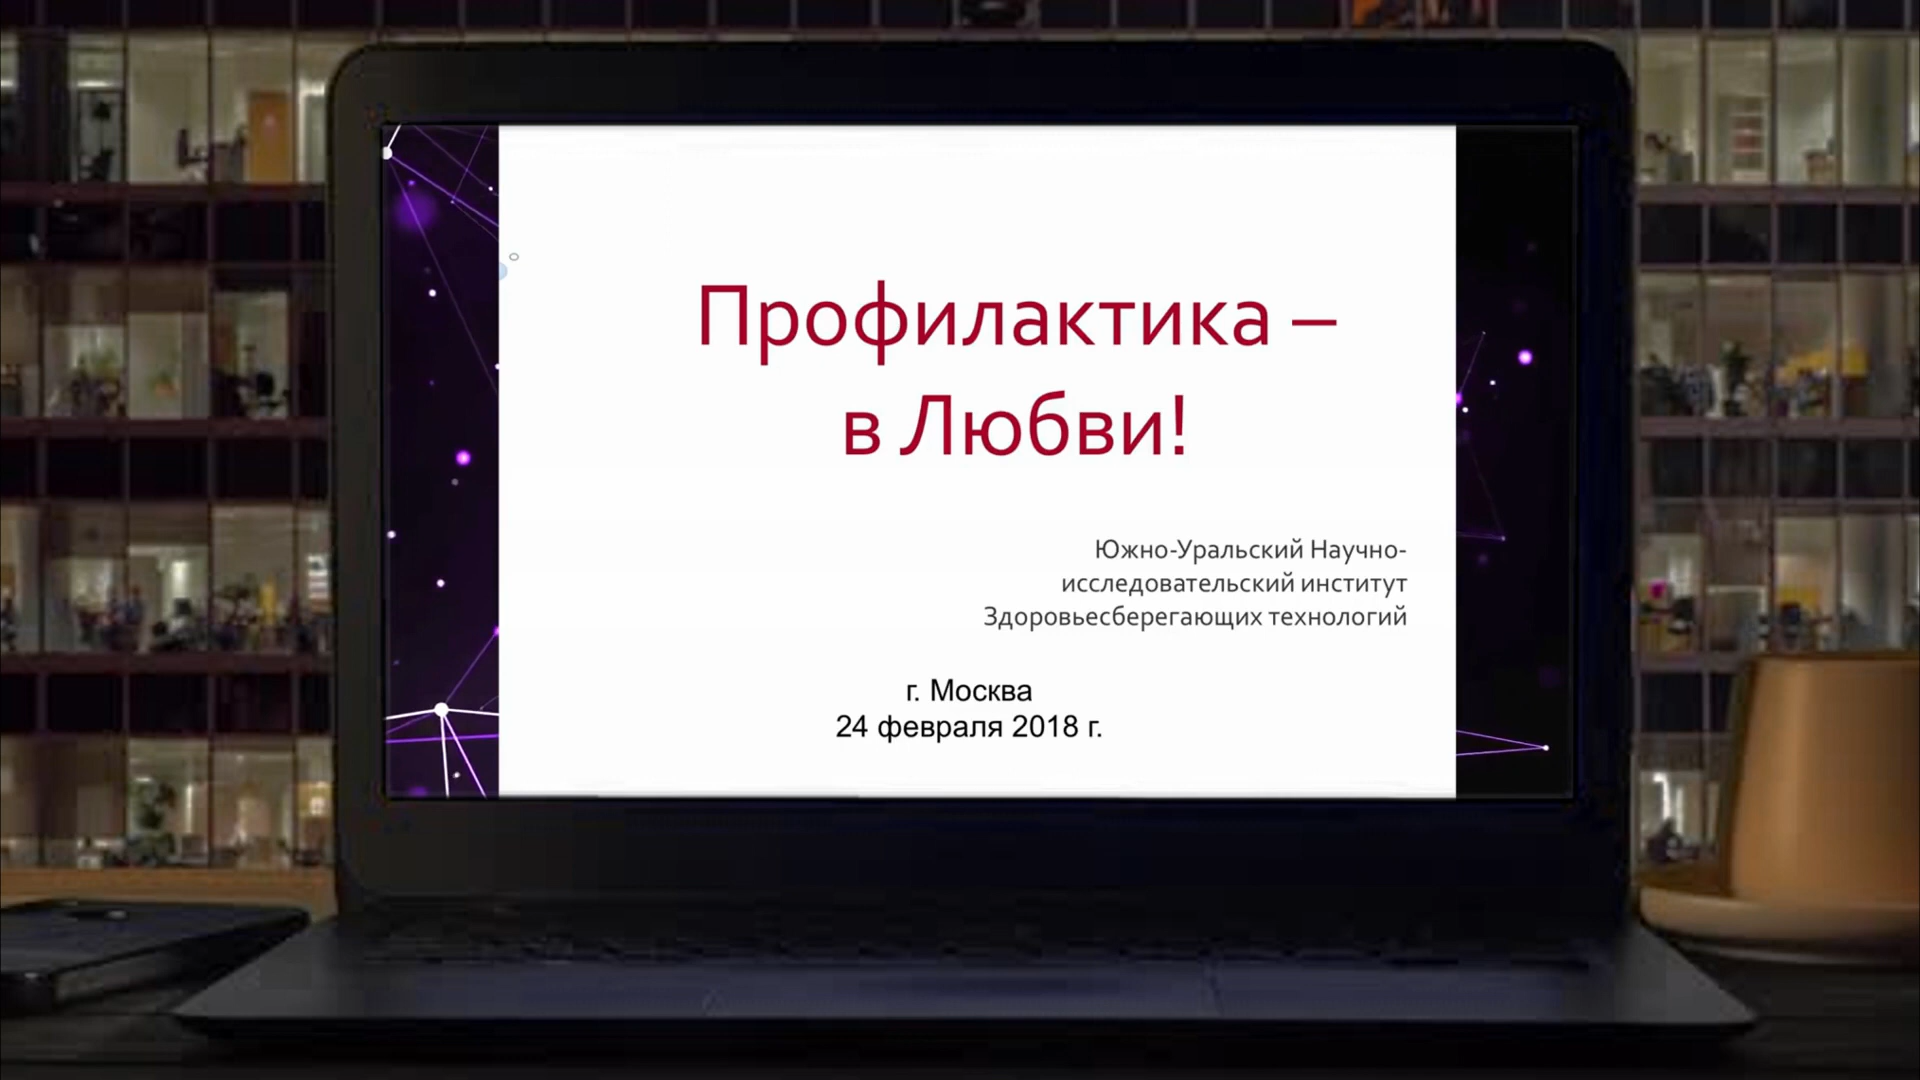 Профилактика –
в Любви!
Южно-Уральский Научно-
исследовательский институт
Здоровьесберегающих технологий
г. Москва
24 февраля 2018 г.